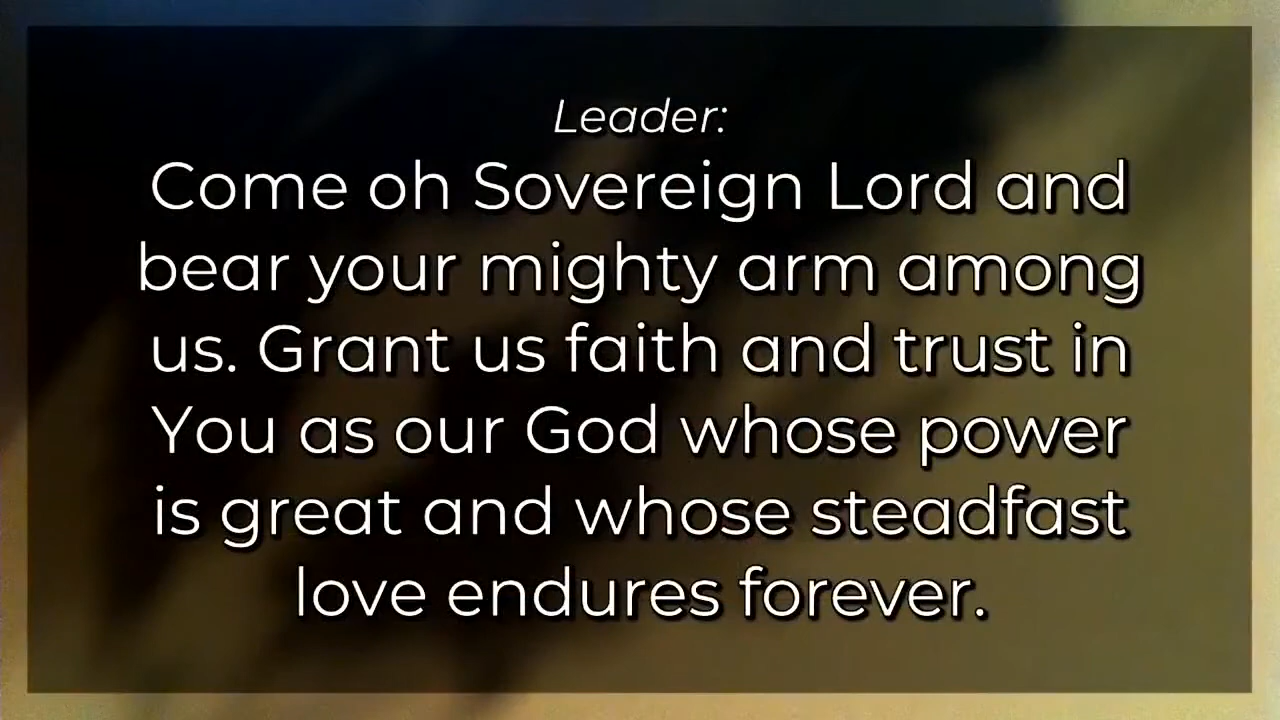 Leader:
Come oh Sovereign Lord and
bear your mighty arm among
us. Grant us faith and trust in
You as our God whose power
is great and whose steadfast
love endures forever.